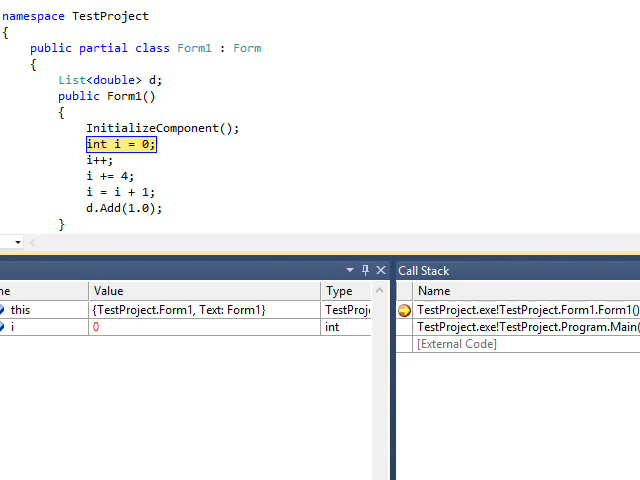 namespace TestProject
{
public partial class Form1 : Form
{
List<double> d;
public Form1()
{
InitializeComponent();
int i = 0;
i++;
i += 4;
i = i + 1;
d.Add(1.0);
}
Call Stack
me Value Type
this {TestProject.Form1, Text: Form1} TestProje
i 0 int
Name
TestProject.exe!TestProject.Form1.Form1()
TestProject.exe!TestProject.Program.Main(
[External Code]